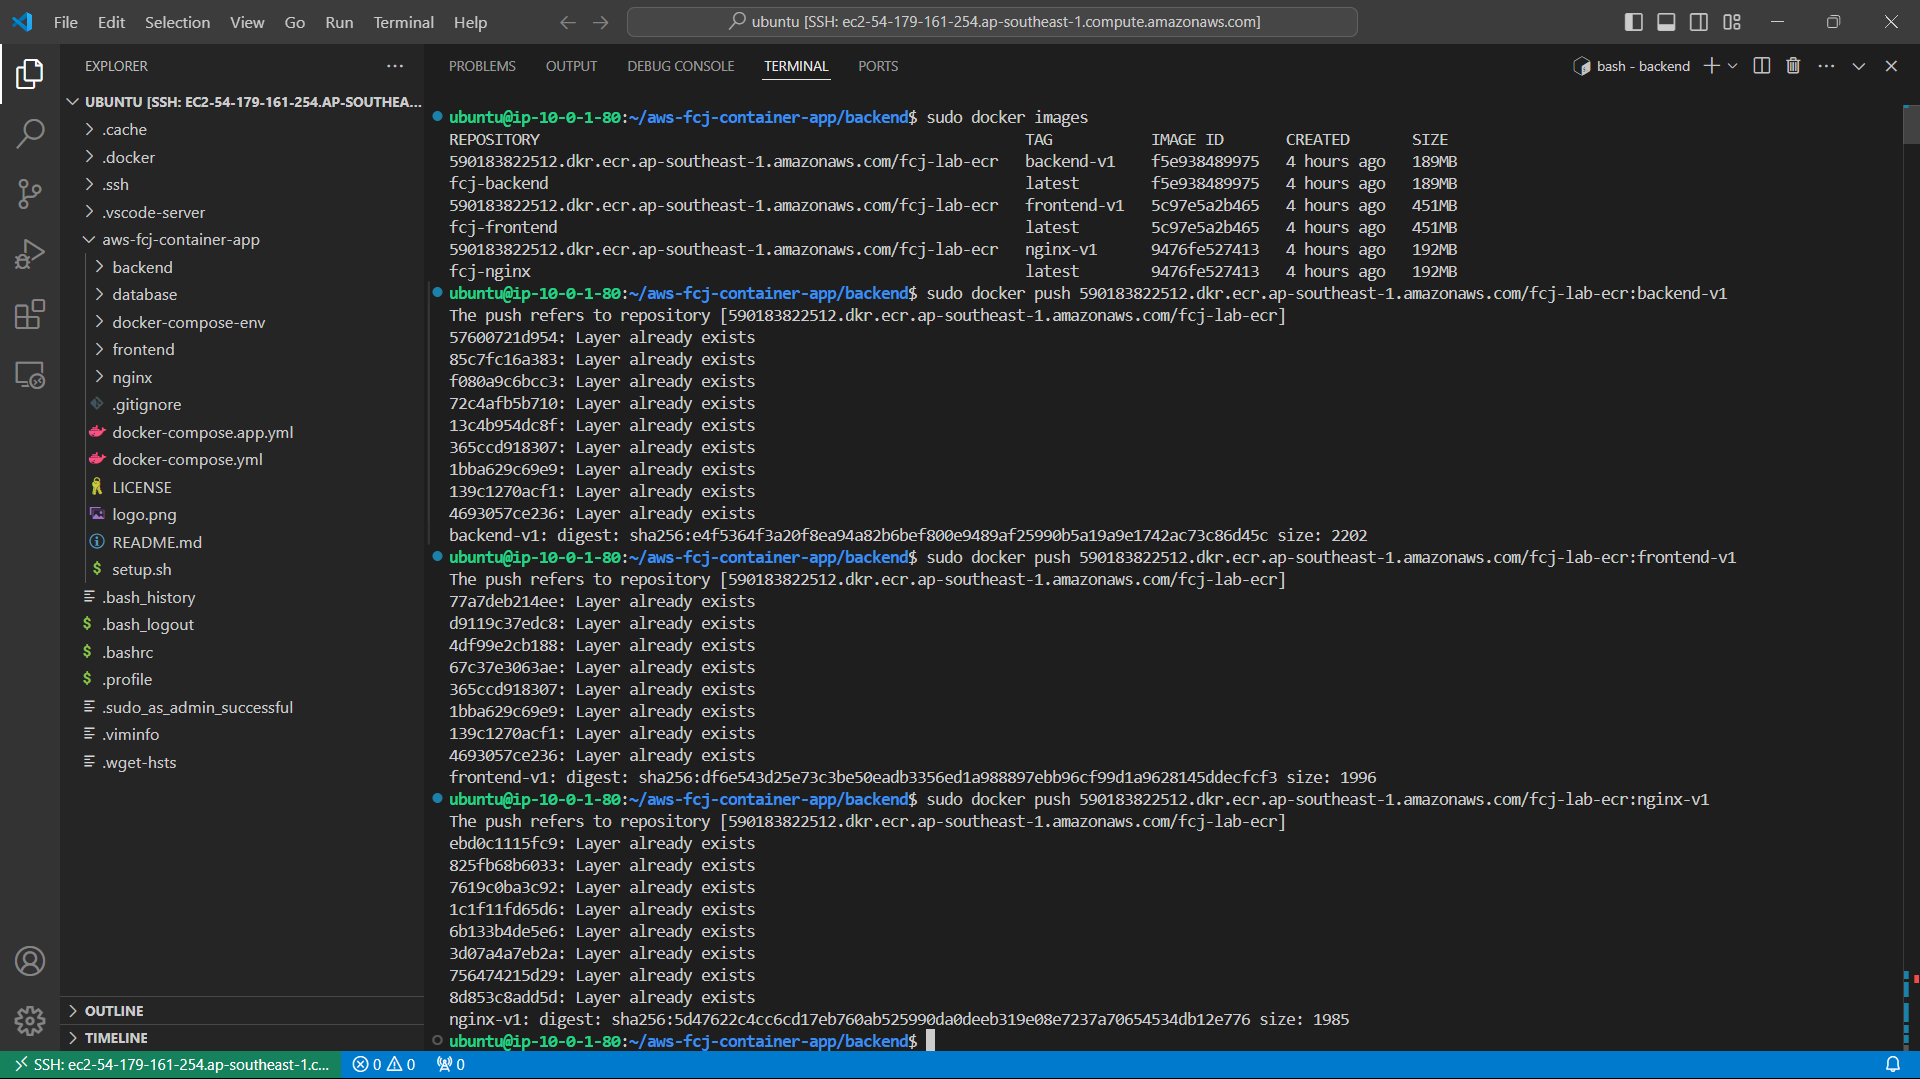 File Edit Selection View Go Run Terminal Help
ubuntu [SSH: ec2-54-179-161-254.ap-southeast-1.compute.amazonaws.com]
EXPLORER
UBUNTU [SSH: EC2-54-179-161-254.AP-SOUTHEA...
.cache
.docker
.ssh
.vscode-server
aws-fcj-container-app
backend
database
docker-compose-env
frontend
nginx
.gitignore
docker-compose.app.yml
docker-compose.yml
LICENSE
logo.png
README.md
$ setup.sh
.bash_history
$ .bash_logout
$ .bashrc
$ .profile
.sudo_as_admin_successful
.viminfo
.wget-hsts
OUTLINE
TIMELINE
PROBLEMS OUTPUT DEBUG CONSOLE TERMINAL PORTS
bash - backend
ubuntu@ip-10-0-1-80:~/aws-fcj-container-app/backend$ sudo docker images
REPOSITORY TAG IMAGE ID CREATED SIZE
590183822512.dkr.ecr.ap-southeast-1.amazonaws.com/fcj-lab-ecr backend-v1 f5e938489975 4 hours ago 189MB
fcj-backend latest f5e938489975 4 hours ago 189MB
590183822512.dkr.ecr.ap-southeast-1.amazonaws.com/fcj-lab-ecr frontend-v1 5c97e5a2b465 4 hours ago 451MB
fcj-frontend latest 5c97e5a2b465 4 hours ago 451MB
590183822512.dkr.ecr.ap-southeast-1.amazonaws.com/fcj-lab-ecr nginx-v1 9476fe527413 4 hours ago 192MB
fcj-nginx latest 9476fe527413 4 hours ago 192MB
ubuntu@ip-10-0-1-80:~/aws-fcj-container-app/backend$ sudo docker push 590183822512.dkr.ecr.ap-southeast-1.amazonaws.com/fcj-lab-ecr:backend-v1
The push refers to repository [590183822512.dkr.ecr.ap-southeast-1.amazonaws.com/fcj-lab-ecr]
57600721d954: Layer already exists
85c7fc16a383: Layer already exists
f080a9c6bcc3: Layer already exists
72c4afb5b710: Layer already exists
13c4b954dc8f: Layer already exists
365ccd918307: Layer already exists
1bba629c69e9: Layer already exists
139c1270acf1: Layer already exists
4693057ce236: Layer already exists
backend-v1: digest: sha256:e4f5364f3a20f8ea94a82b6bef800e9489af25990b5a19a9e1742ac73c86d45c size: 2202
ubuntu@ip-10-0-1-80:~/aws-fcj-container-app/backend$ sudo docker push 590183822512.dkr.ecr.ap-southeast-1.amazonaws.com/fcj-lab-ecr:frontend-v1
The push refers to repository [590183822512.dkr.ecr.ap-southeast-1.amazonaws.com/fcj-lab-ecr]
77a7deb214ee: Layer already exists
d9119c37edc8: Layer already exists
4df99e2cb188: Layer already exists
67c37e3063ae: Layer already exists
365ccd918307: Layer already exists
1bba629c69e9: Layer already exists
139c1270acf1: Layer already exists
4693057ce236: Layer already exists
frontend-v1: digest: sha256:df6e543d25e73c3be50eadb3356ed1a988897ebb96cf99d1a9628145ddecfcf3 size: 1996
ubuntu@ip-10-0-1-80:~/aws-fcj-container-app/backend$ sudo docker push 590183822512.dkr.ecr.ap-southeast-1.amazonaws.com/fcj-lab-ecr:nginx-v1
The push refers to repository [590183822512.dkr.ecr.ap-southeast-1.amazonaws.com/fcj-lab-ecr]
ebd0c1115fc9: Layer already exists
825fb68b6033: Layer already exists
7619c0ba3c92: Layer already exists
1c1f11fd65d6: Layer already exists
6b133b4de5e6: Layer already exists
3d07a4a7eb2a: Layer already exists
756474215d29: Layer already exists
8d853c8add5d: Layer already exists
nginx-v1: digest: sha256:5d47622c4cc6cd17eb760ab525990da0deeb319e08e7237a70654534db12e776 size: 1985
ubuntu@ip-10-0-1-80:~/aws-fcj-container-app/backend$
SSH: ec2-54-179-161-254.ap-southeast-1.c... 0 0 0